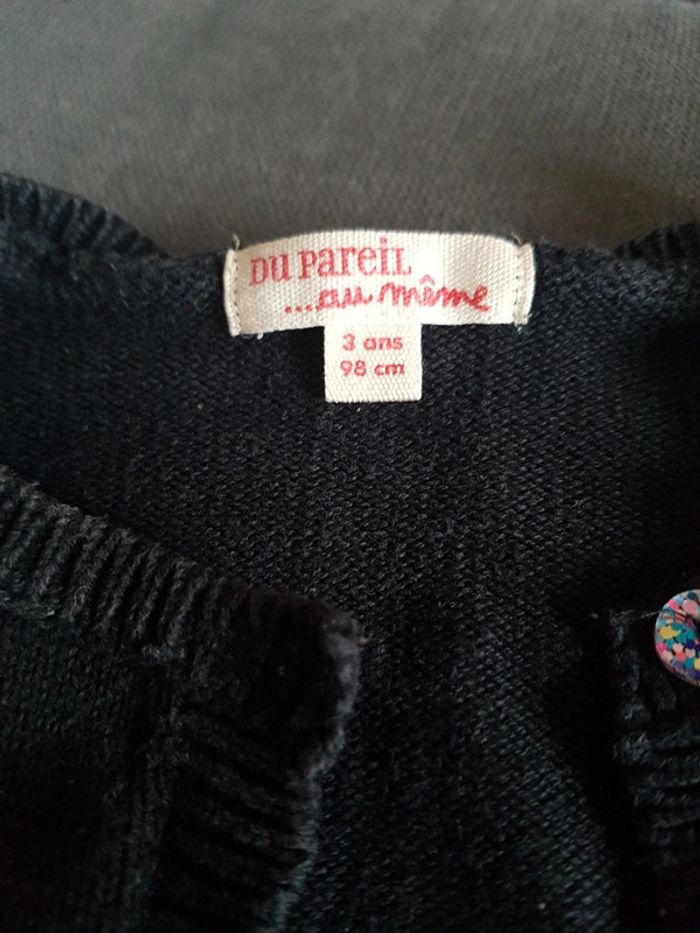 DU PAREIL
...au même
3 ans
98 cm